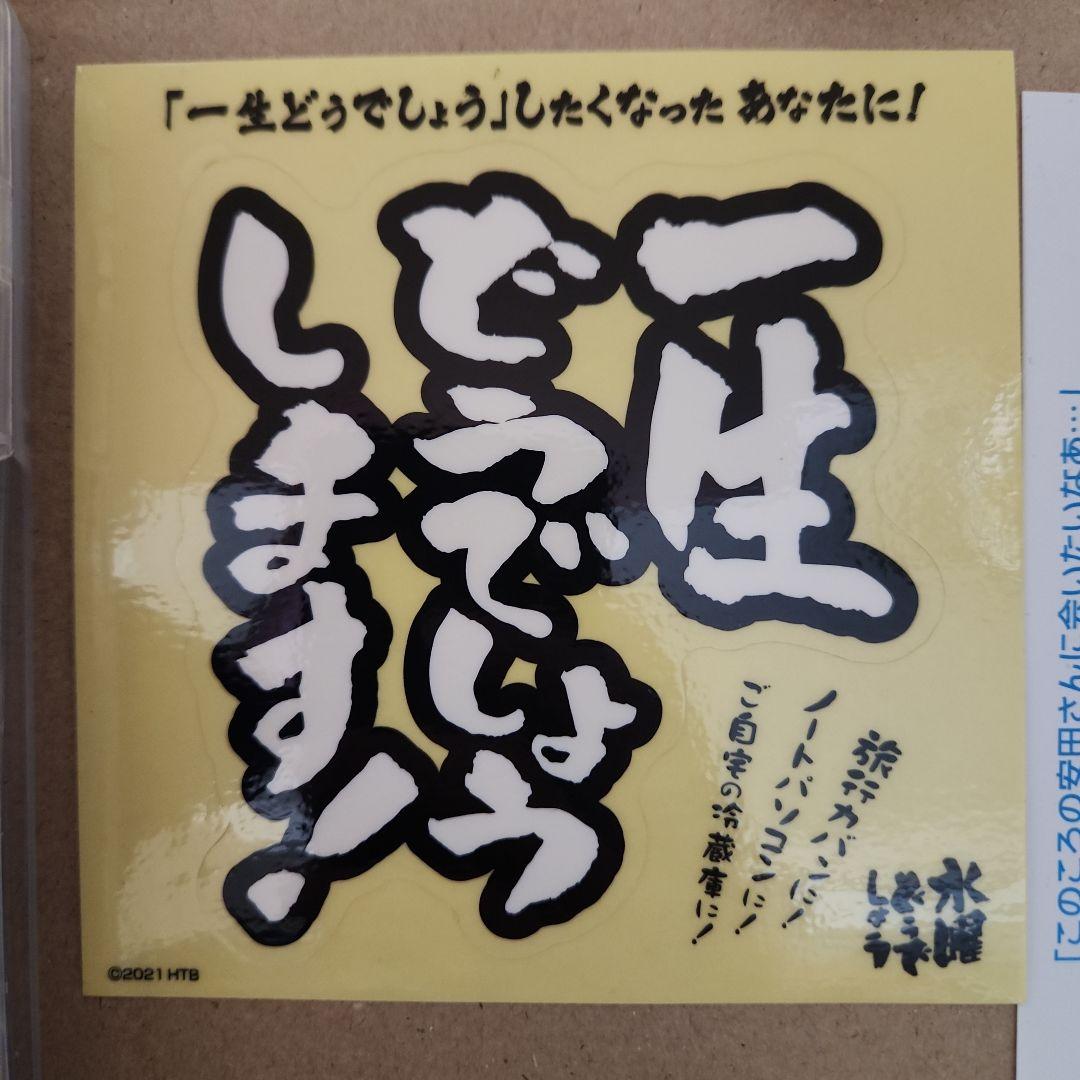 「一生どうでしょう」したくなった あなたに!
一生
どうでしょう
します!
旅行カバンに!
ノートパソコンに!
ご自宅の冷蔵庫に!
水曜
どうで
しょう
©2021 HTB
「このころの安田さんに会いたいなあ…」